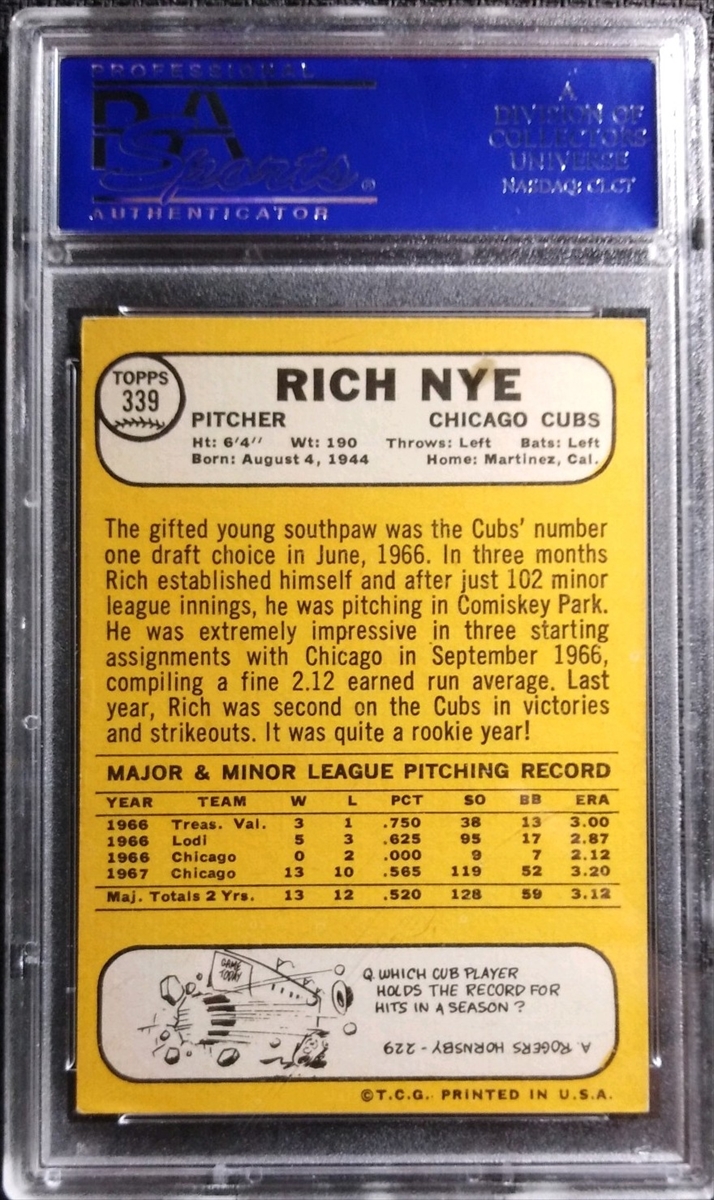 PROFESSIONAL
PSA
Sports®
AUTHENTICATOR
A
DIVISION OF
COLLECTORS
UNIVERSE
NASDAQ: CLCT
TOPPS
339
RICH NYE
PITCHER CHICAGO CUBS
Ht: 6'4" Wt: 190 Throws: Left Bats: Left
Born: August 4, 1944 Home: Martinez, Cal.
The gifted young southpaw was the Cubs' number
one draft choice in June, 1966. In three months
Rich established himself and after just 102 minor
league innings, he was pitching in Comiskey Park.
He was extremely impressive in three starting
assignments with Chicago in September 1966,
compiling a fine 2.12 earned run average. Last
year, Rich was second on the Cubs in victories
and strikeouts. It was quite a rookie year!
MAJOR & MINOR LEAGUE PITCHING RECORD
YEAR TEAM W L PCT SO BB ERA
1966 Treas. Val. 3 1 .750 38 13 3.00
1966 Lodi 5 3 .625 95 17 2.87
1966 Chicago 0 2 .000 9 7 2.12
1967 Chicago 13 10 .565 119 52 3.20
Maj. Totals 2 Yrs. 13 12 .520 128 59 3.12
GAME
TODAY
Q. WHICH CUB PLAYER
HOLDS THE RECORD FOR
HITS IN A SEASON?
A. ROGERS HORNSBY - 229
©T.C.G. PRINTED IN U.S.A.